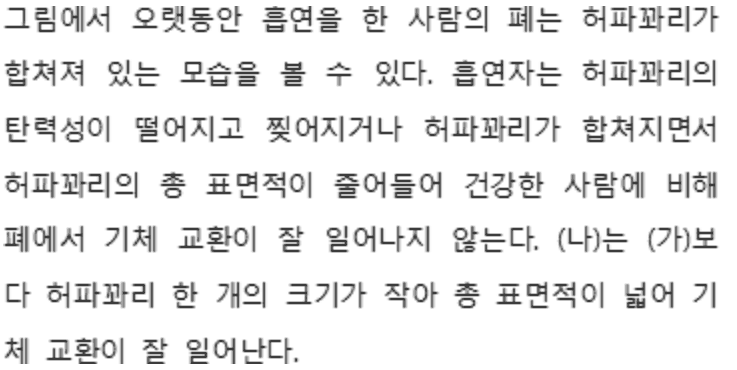 그림에서 오랫동안 흡연을 한 사람의 폐는 허파꽈리가
합쳐져 있는 모습을 볼 수 있다. 흡연자는 허파꽈리의
탄력성이 떨어지고 찢어지거나 허파꽈리가 합쳐지면서
허파꽈리의 총 표면적이 줄어들어 건강한 사람에 비해
폐에서 기체 교환이 잘 일어나지 않는다. (나)는 (가)보
다 허파꽈리 한 개의 크기가 작아 총 표면적이 넓어 기
체 교환이 잘 일어난다.